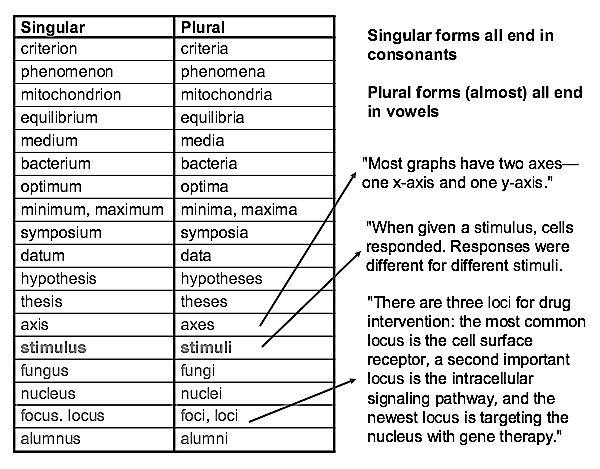 Singular Plural
criterion criteria
phenomenon phenomena
mitochondrion mitochondria
equilibrium equilibria
medium media
bacterium bacteria
optimum optima
minimum, maximum minima, maxima
symposium symposia
datum data
hypothesis hypotheses
thesis theses
axis axes
stimulus stimuli
fungus fungi
nucleus nuclei
focus. locus foci, loci
alumnus alumni
Singular forms all end in
consonants
Plural forms (almost) all end
in vowels
"Most graphs have two axes—
one x-axis and one y-axis."
"When given a stimulus, cells
responded. Responses were
different for different stimuli.
"There are three loci for drug
intervention: the most common
locus is the cell surface
receptor, a second important
locus is the intracellular
signaling pathway, and the
newest locus is targeting the
nucleus with gene therapy."